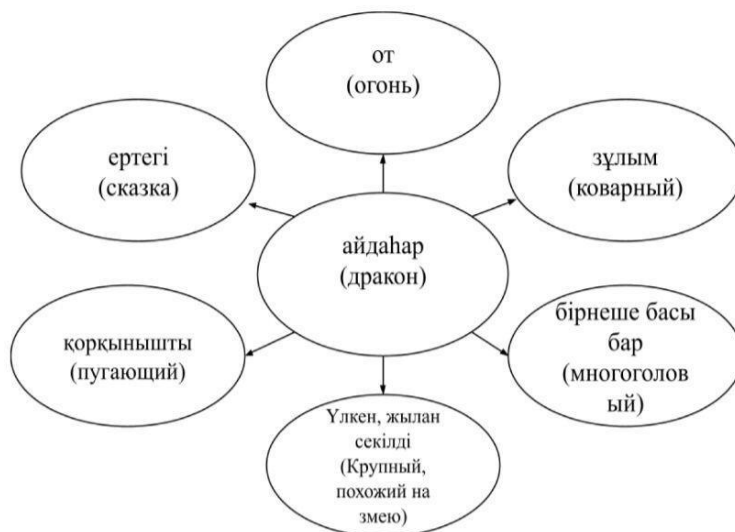 от
(огонь)
ертегі
(сказка)
зұлым
(коварный)
айдаһар
(дракон)
қорқынышты
(пугающий)
бірнеше басы
бар
(многоголов
ый)
Үлкен, жылан
секілді
(Крупный,
похожий на
змею)